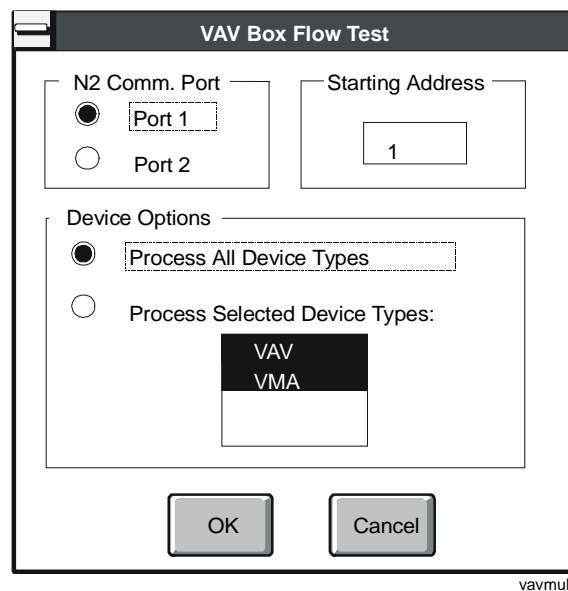 VAV Box Flow Test
N2 Comm. Port
Starting Address
Port 1
1
Port 2
Device Options
Process All Device Types
Process Selected Device Types:
VAV
VMA
OK
Cancel
vavmul